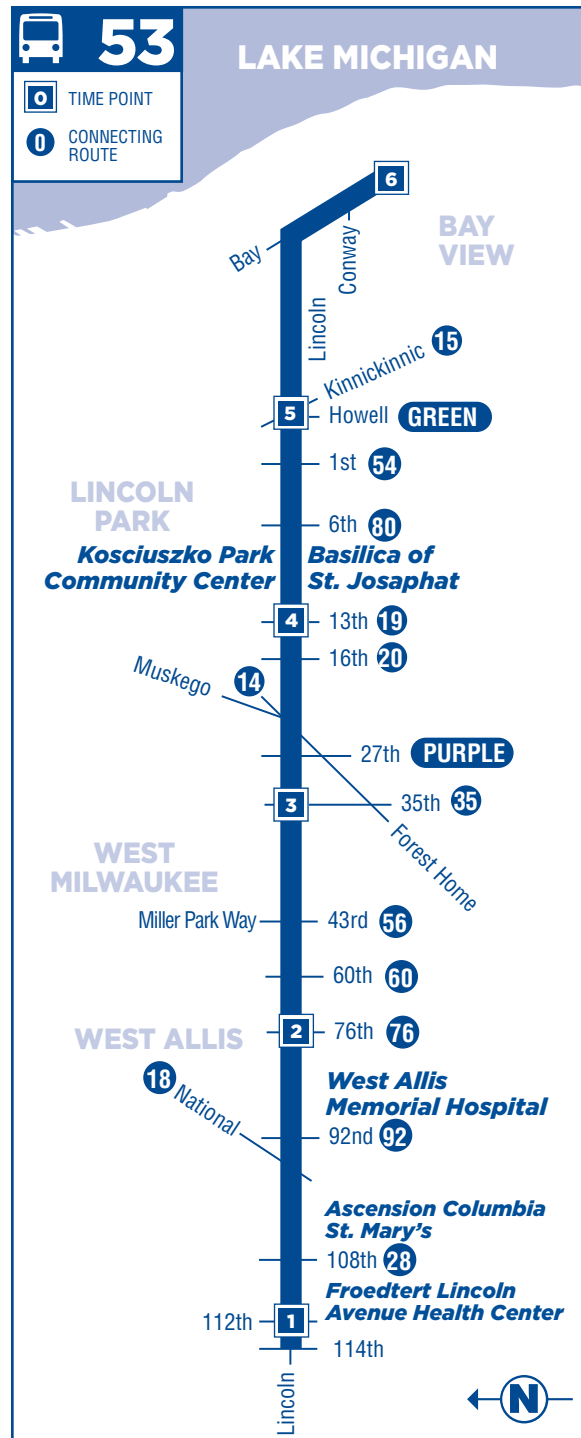 53
0 TIME POINT
0 CONNECTING
ROUTE
LAKE MICHIGAN
6
BAY
VIEW
Bay
Conway
Lincoln
Kinnickinnic 15
5
Howell GREEN
1st 54
LINCOLN
PARK
6th 80
Kosciuszko Park
Community Center
Basilica of
St. Josaphat
4
13th 19
16th 20
Muskego
14
27th PURPLE
3
35th 35
Forest Home
WEST
MILWAUKEE
Miller Park Way
43rd 56
60th 60
2
76th 76
WEST ALLIS
18 National
West Allis
Memorial Hospital
92nd 92
Ascension Columbia
St. Mary's
108th 28
Froedtert Lincoln
Avenue Health Center
112th
1
114th
Lincoln
N